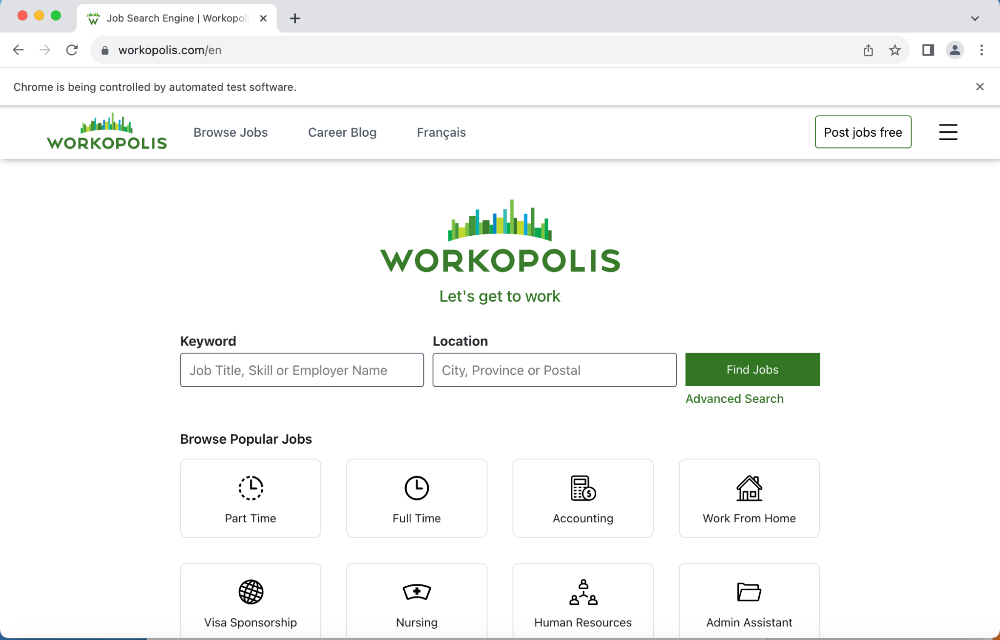 Job Search Engine | Workopoli
workopolis.com/en
Chrome is being controlled by automated test software.
WORKOPOLIS
Browse Jobs
Career Blog
Français
Post jobs free
WORKOPOLIS
Let's get to work
Keyword
Location
Job Title, Skill or Employer Name
City, Province or Postal
Find Jobs
Advanced Search
Browse Popular Jobs
Part Time
Full Time
Accounting
Work From Home
Visa Sponsorship
Nursing
Human Resources
Admin Assistant